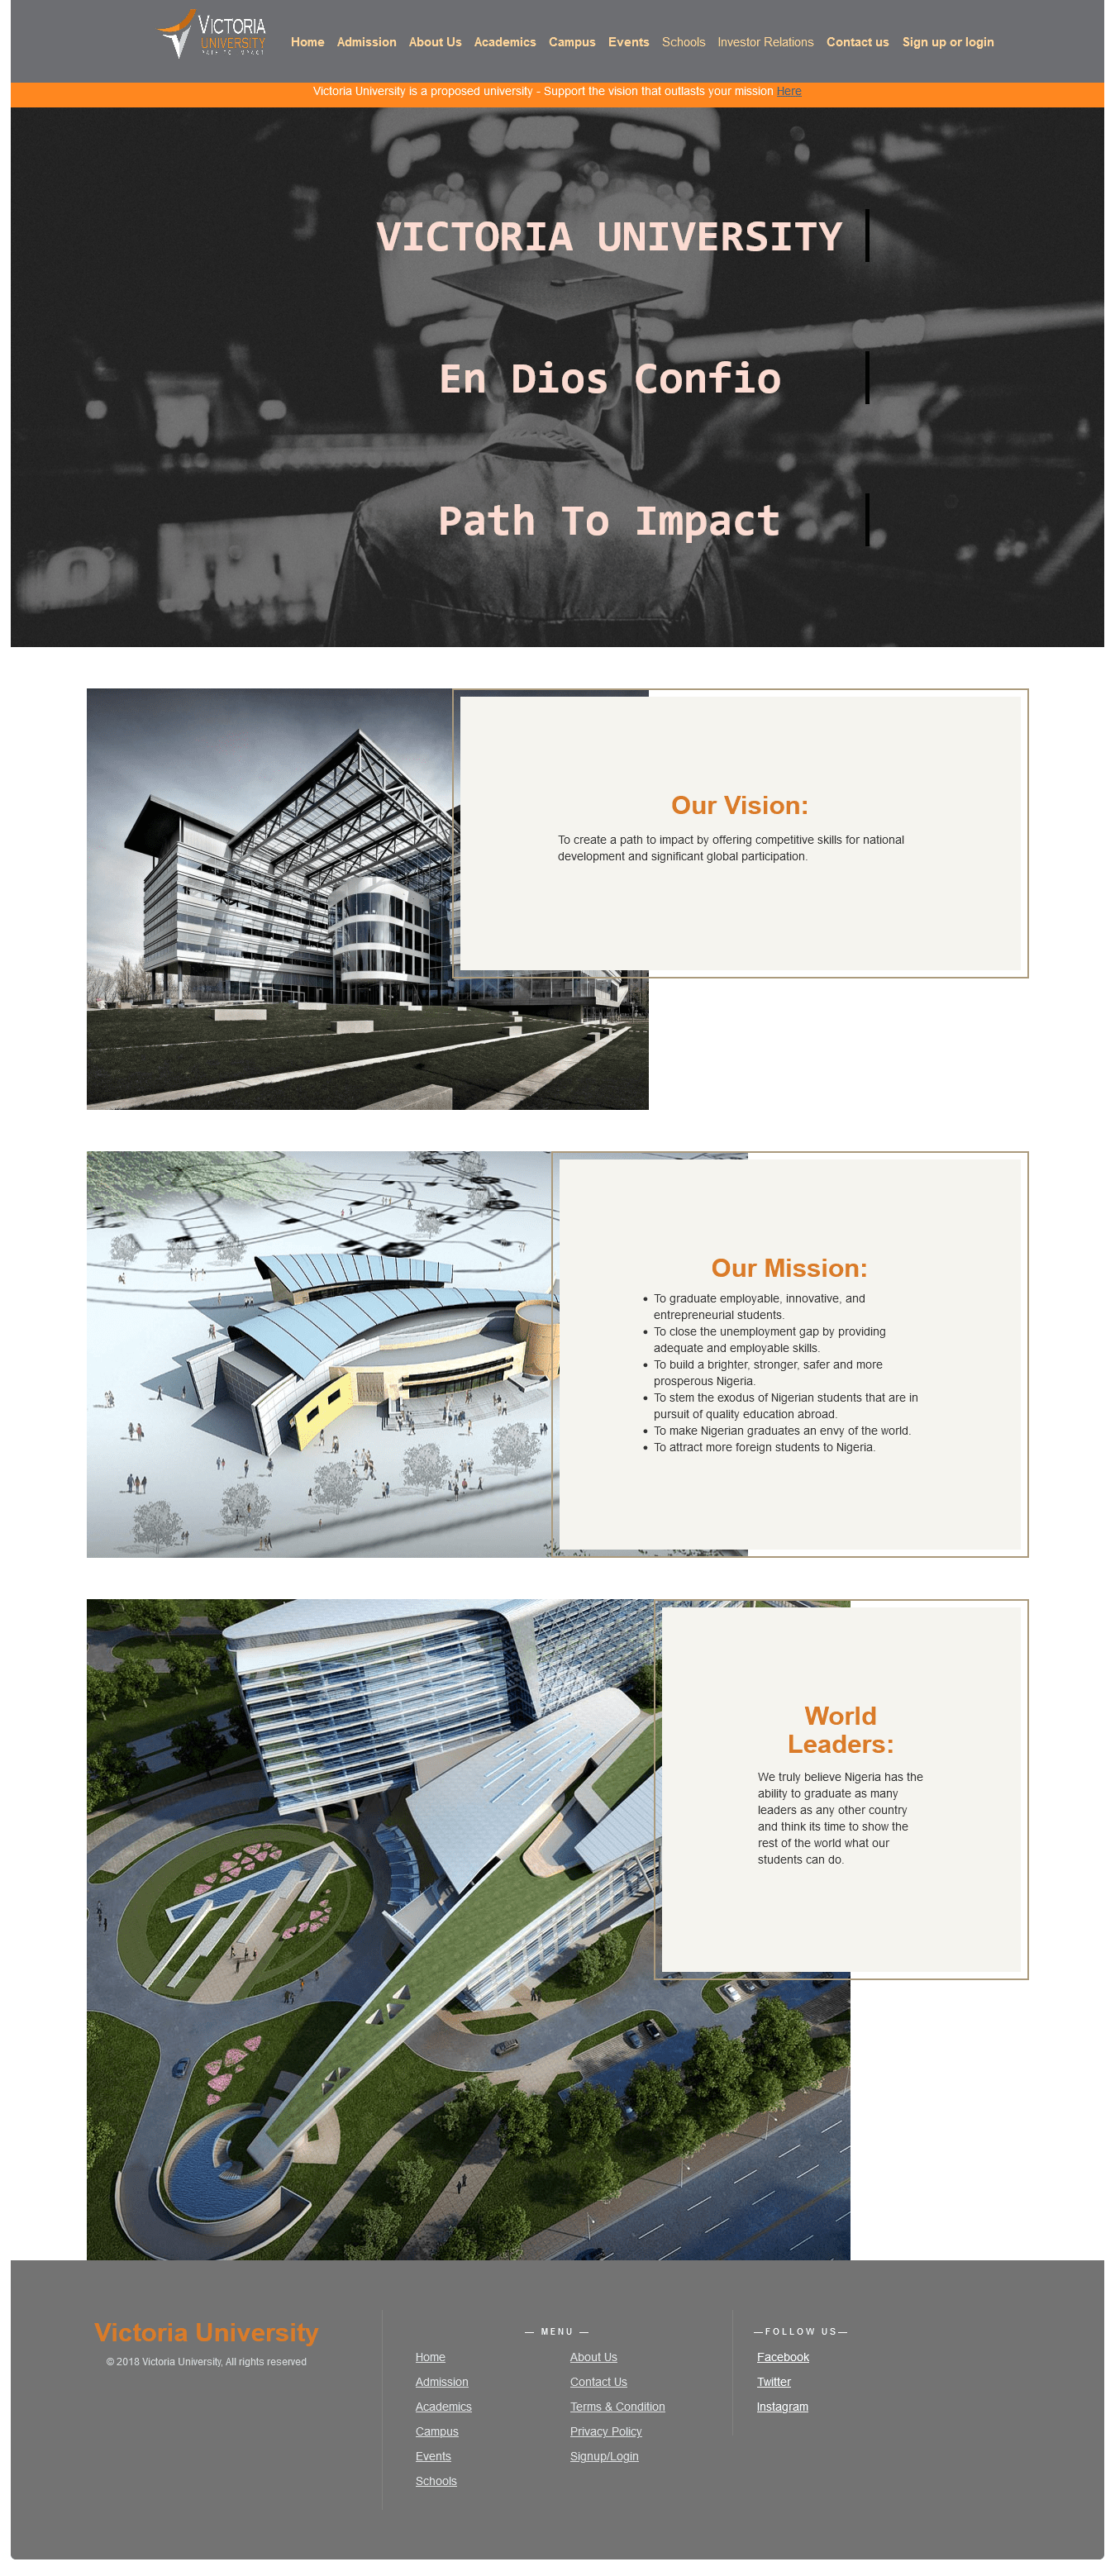 VICTORIA
UNIVERSITY
Home Admission About Us Academics Campus Events Schools Investor Relations Contact us Sign up or login
Victoria University is a proposed university - Support the vision that outlasts your mission Here
VICTORIA UNIVERSITY
En Dios Confio
Path To Impact
Our Vision:
To create a path to impact by offering competitive skills for national
development and significant global participation.
Our Mission:
• To graduate employable, innovative, and
entrepreneurial students.
• To close the unemployment gap by providing
adequate and employable skills.
• To build a brighter, stronger, safer and more
prosperous Nigeria.
• To stem the exodus of Nigerian students that are in
pursuit of quality education abroad.
• To make Nigerian graduates an envy of the world.
• To attract more foreign students to Nigeria.
World
Leaders:
We truly believe Nigeria has the
ability to graduate as many
leaders as any other country
and think its time to show the
rest of the world what our
students can do.
Victoria University
© 2018 Victoria University, All rights reserved
— MENU —
Home
Admission
Academics
Campus
Events
Schools
About Us
Contact Us
Terms & Condition
Privacy Policy
Signup/Login
—FOLLOW US—
Facebook
Twitter
Instagram